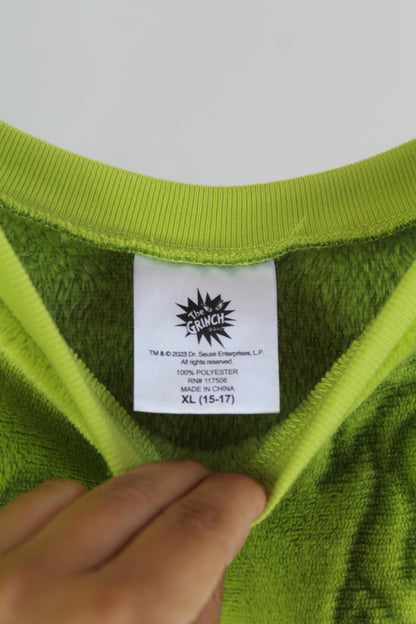 The
GRINCH
TM & © 2023 Dr. Seuss Enterprises, L.P.
All rights reserved.
100% POLYESTER
RN# 117508
MADE IN CHINA
XL (15-17)